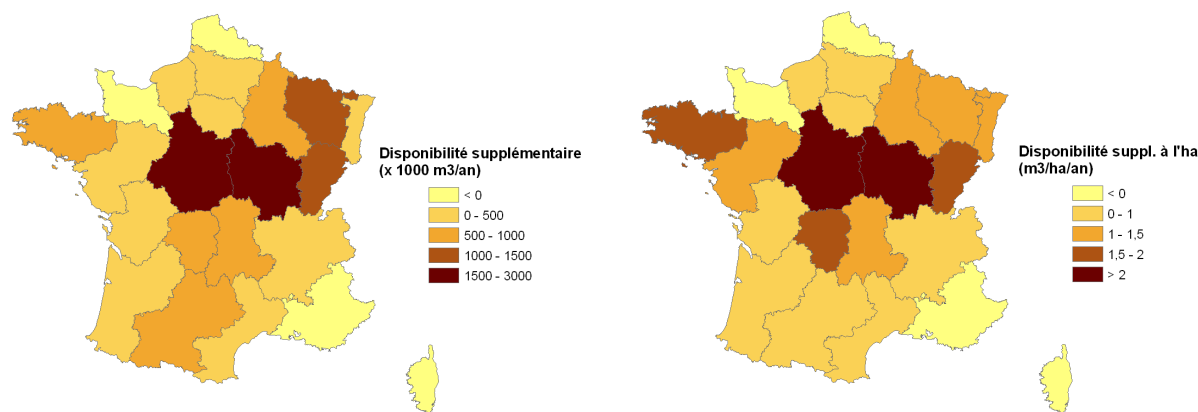 Disponibilité supplémentaire
(x 1000 m3/an)
< 0
0 - 500
500 - 1000
1000 - 1500
1500 - 3000
Disponibilité suppl. à l'ha
(m3/ha/an)
< 0
0 - 1
1 - 1,5
1,5 - 2
> 2